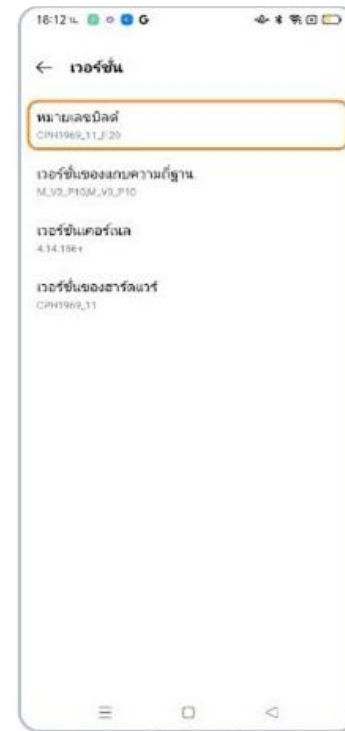 18:12 น. G
เวอร์ชั่น
หมายเลขบิลด์
CPH1969_11_F.20
เวอร์ชั่นของแถบความถี่ฐาน
M_V3_P10,M_V3_P10
เวอร์ชั่นเคอร์เนล
4.14.186+
เวอร์ชั่นของฮาร์ดแวร์
CPH1969_11